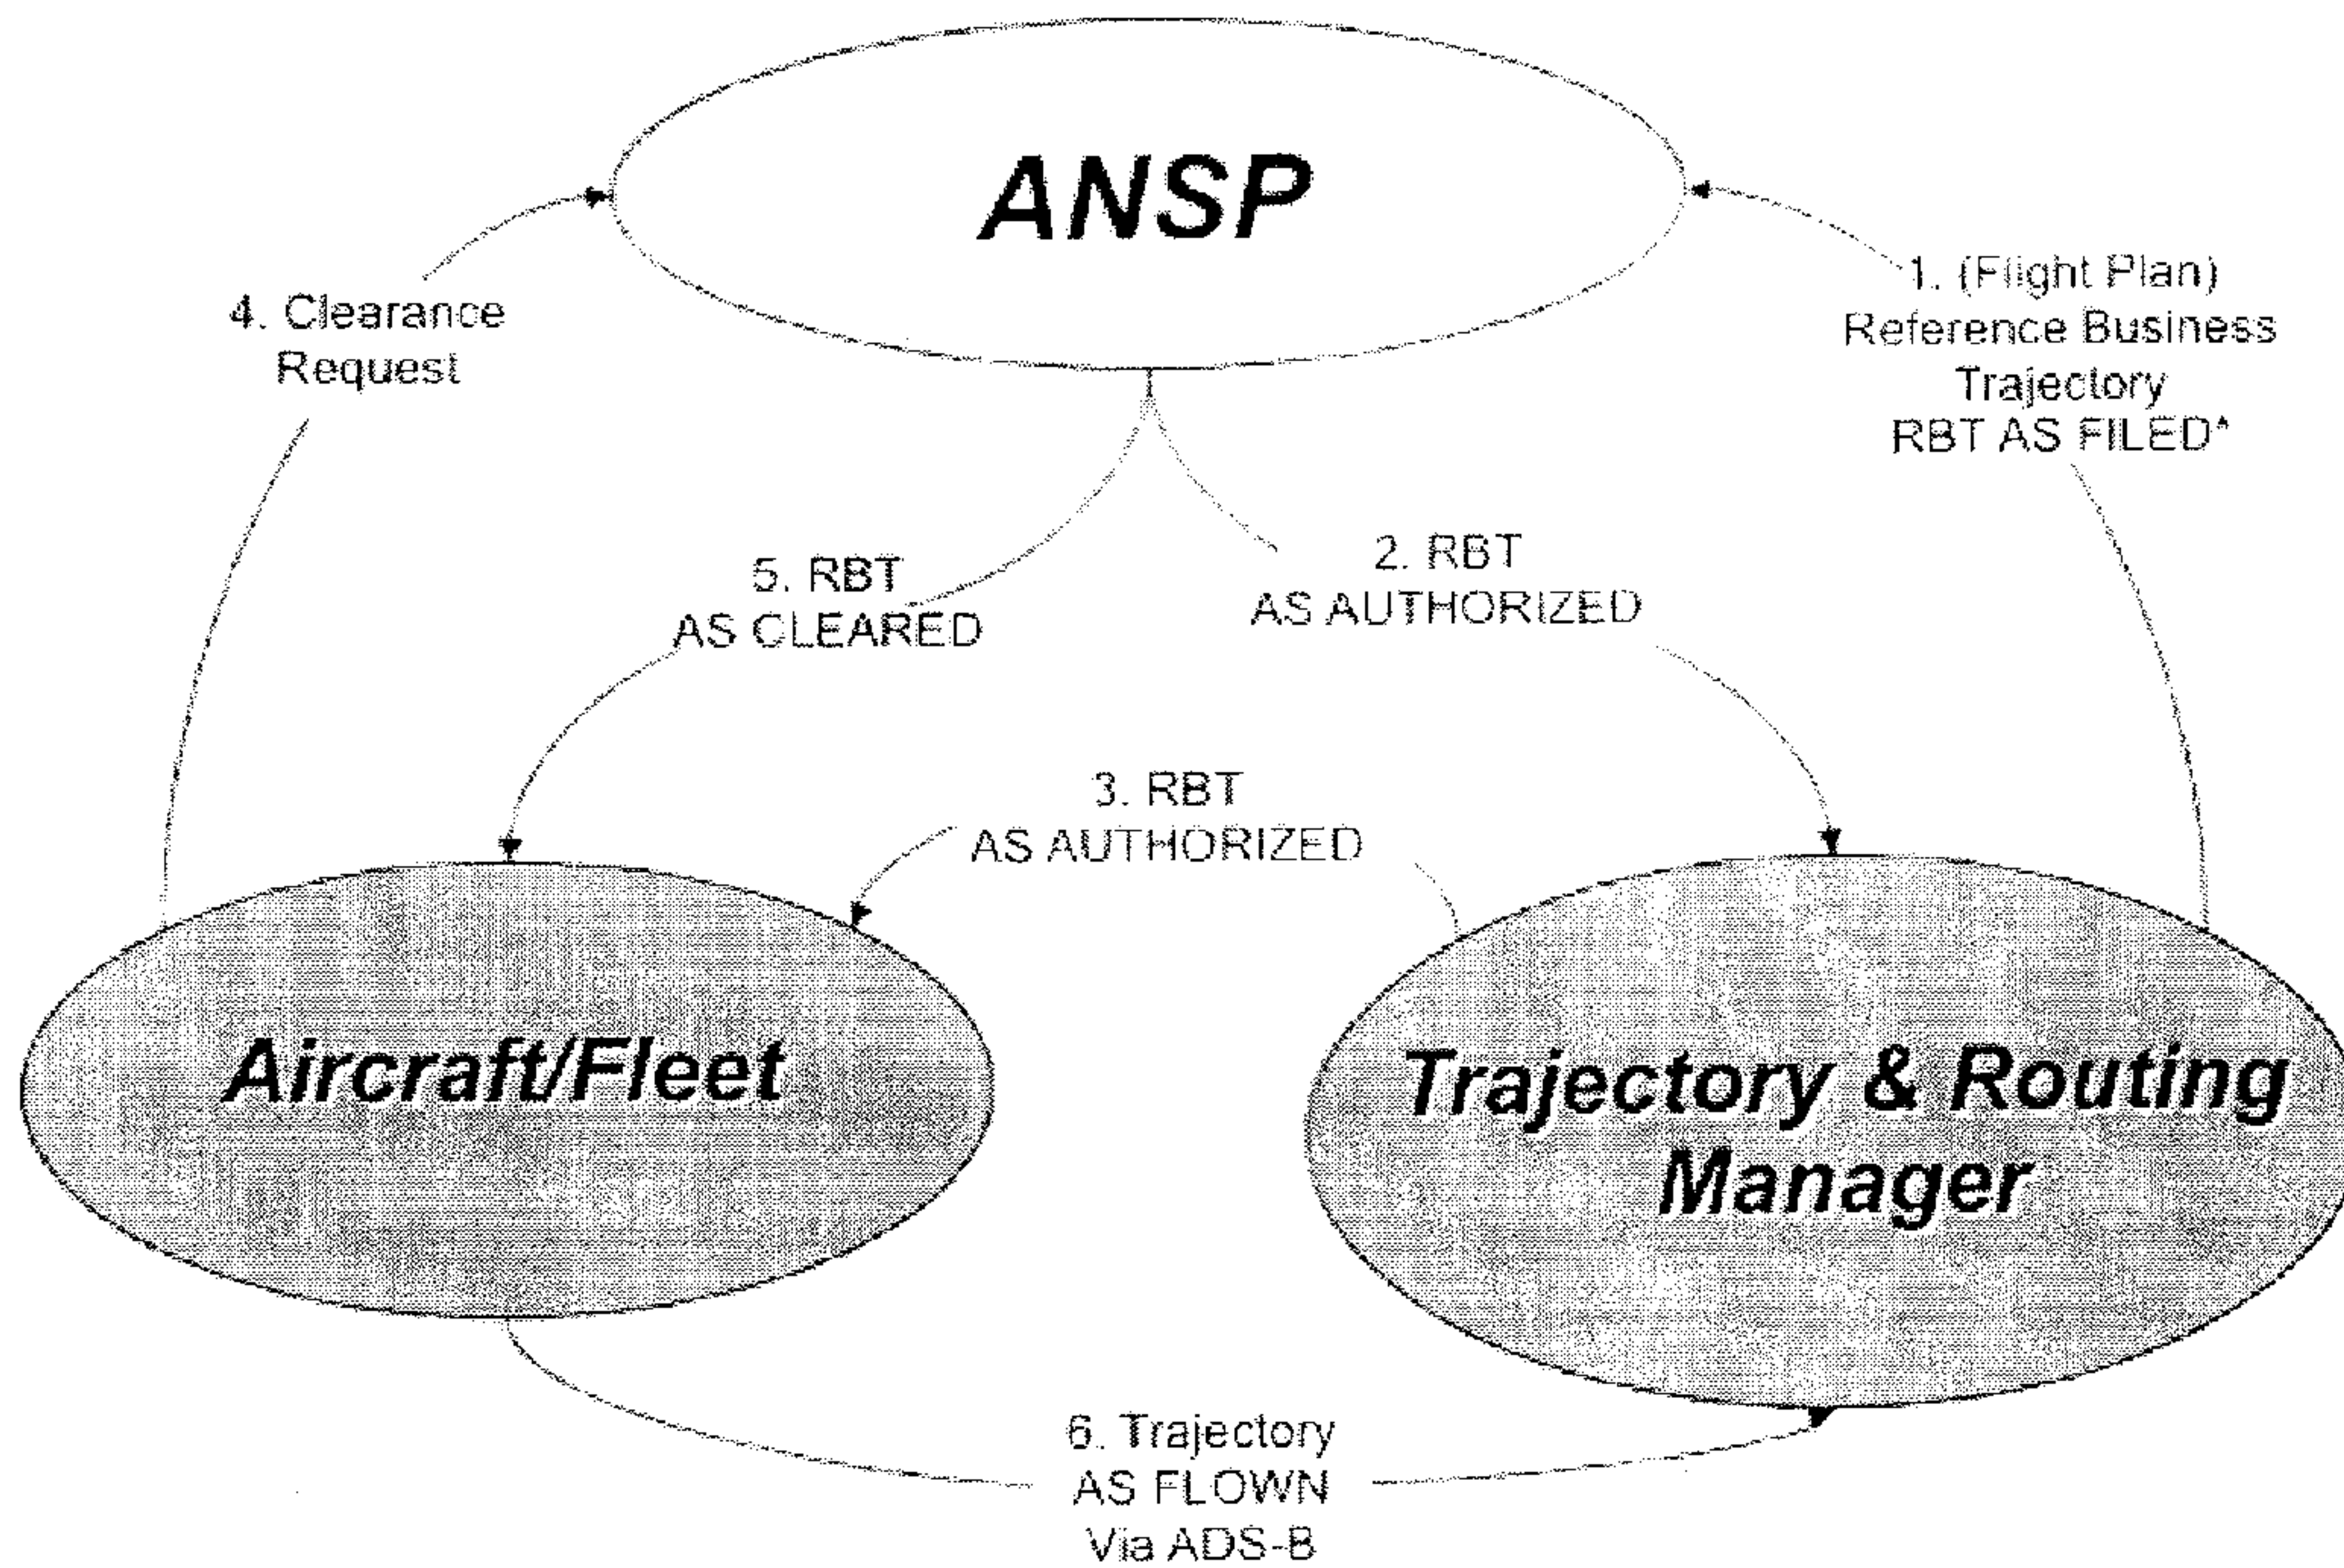 ANSP
1. (Flight Plan)
Reference Business
Trajectory
RBT AS FILED*
4. Clearance
Request
2. RBT
AS AUTHORIZED
5. RBT
AS CLEARED
3. RBT
AS AUTHORIZED
Aircraft/Fleet
Trajectory & Routing
Manager
6. Trajectory
AS FLOWN
Via ADS-B